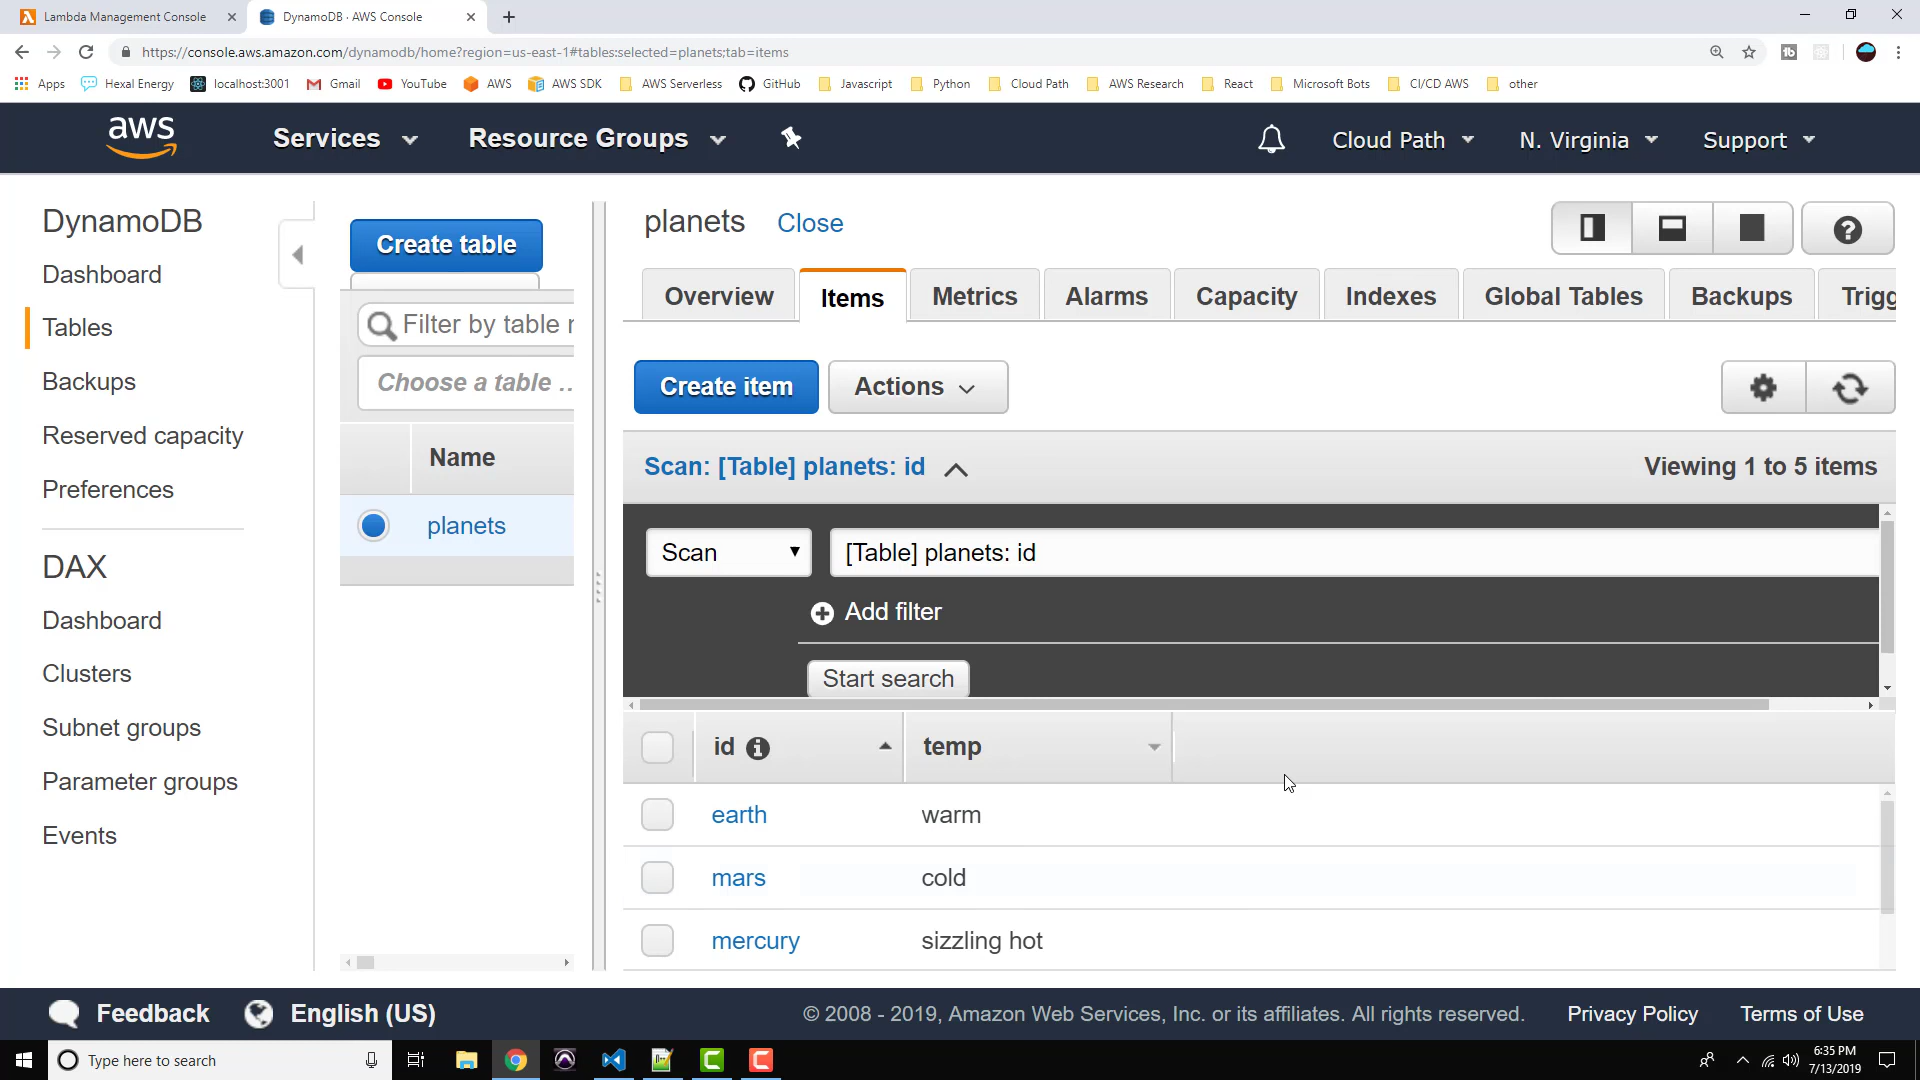 Lambda Management Console
DynamoDB · AWS Console
https://console.aws.amazon.com/dynamodb/home?region=us-east-1#tables:selected=planets;tab=items
Apps Hexal Energy localhost:3001 Gmail YouTube AWS AWS SDK AWS Serverless GitHub Javascript Python Cloud Path AWS Research React Microsoft Bots CI/CD AWS other
aws Services Resource Groups Cloud Path N. Virginia Support
DynamoDB
Dashboard
Tables
Backups
Reserved capacity
Preferences
DAX
Dashboard
Clusters
Subnet groups
Parameter groups
Events
Create table
Filter by table r
Choose a table ..
Name
planets
planets Close
Overview Items Metrics Alarms Capacity Indexes Global Tables Backups Trigg
Create item Actions
Scan: [Table] planets: id Viewing 1 to 5 items
Scan [Table] planets: id
Add filter
Start search
id temp
earth warm
mars cold
mercury sizzling hot
Feedback English (US) © 2008 - 2019, Amazon Web Services, Inc. or its affiliates. All rights reserved. Privacy Policy Terms of Use
Type here to search
6:35 PM
7/13/2019